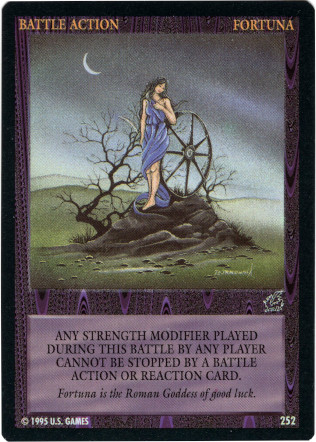 BATTLE ACTION FORTUNA
ANY STRENGTH MODIFIER PLAYED
DURING THIS BATTLE BY ANY PLAYER
CANNOT BE STOPPED BY A BATTLE
ACTION OR REACTION CARD.
Fortuna is the Roman Goddess of good luck.
© 1995 U.S. GAMES 252